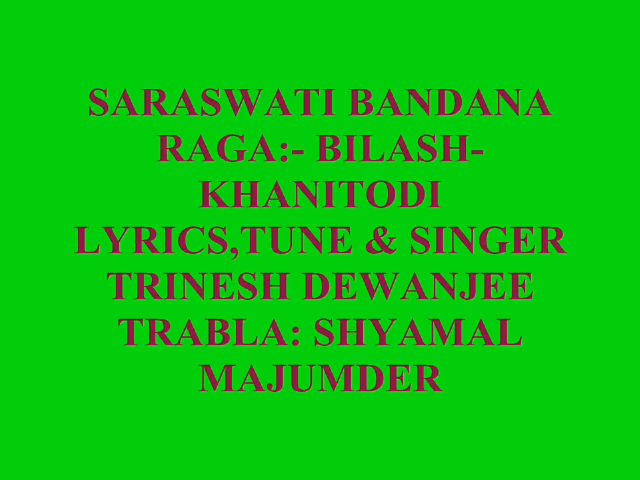 SARASWATI BANDANA
RAGA:- BILASH-
KHANITODI
LYRICS,TUNE & SINGER
TRINESH DEWANJEE
TRABLA: SHYAMAL
MAJUMDER